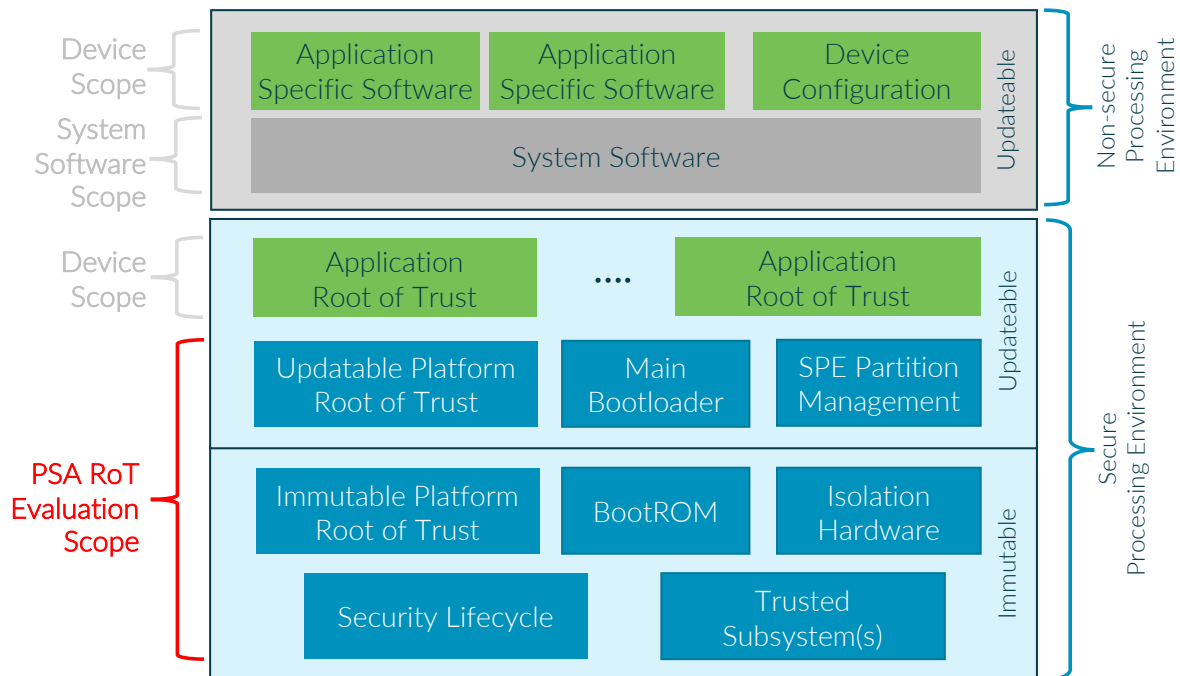 Device
Scope
Application
Specific Software
Application
Specific Software
Device
Configuration
Updateable
Non-secure
Processing
Environment
System
Software
Scope
System Software
Device
Scope
Application
Root of Trust
....
Application
Root of Trust
Updateable
Secure
Processing Environment
PSA RoT
Evaluation
Scope
Updatable Platform
Root of Trust
Main
Bootloader
SPE Partition
Management
Immutable Platform
Root of Trust
BootROM
Isolation
Hardware
Immutable
Security Lifecycle
Trusted
Subsystem(s)